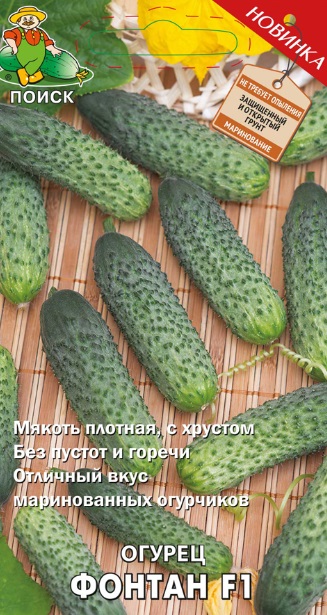 НОВИНКА
ПОИСК
НЕ ТРЕБУЕТ ОПЫЛЕНИЯ
ЗАЩИЩЕННЫЙ
И ОТКРЫТЫЙ
ГРУНТ
МАРИНОВАНИЕ
Мякоть плотная, с хрустом
Без пустот и горечи
Отличный вкус
маринованных огурчиков
ОГУРЕЦ
ФОНТАН F1